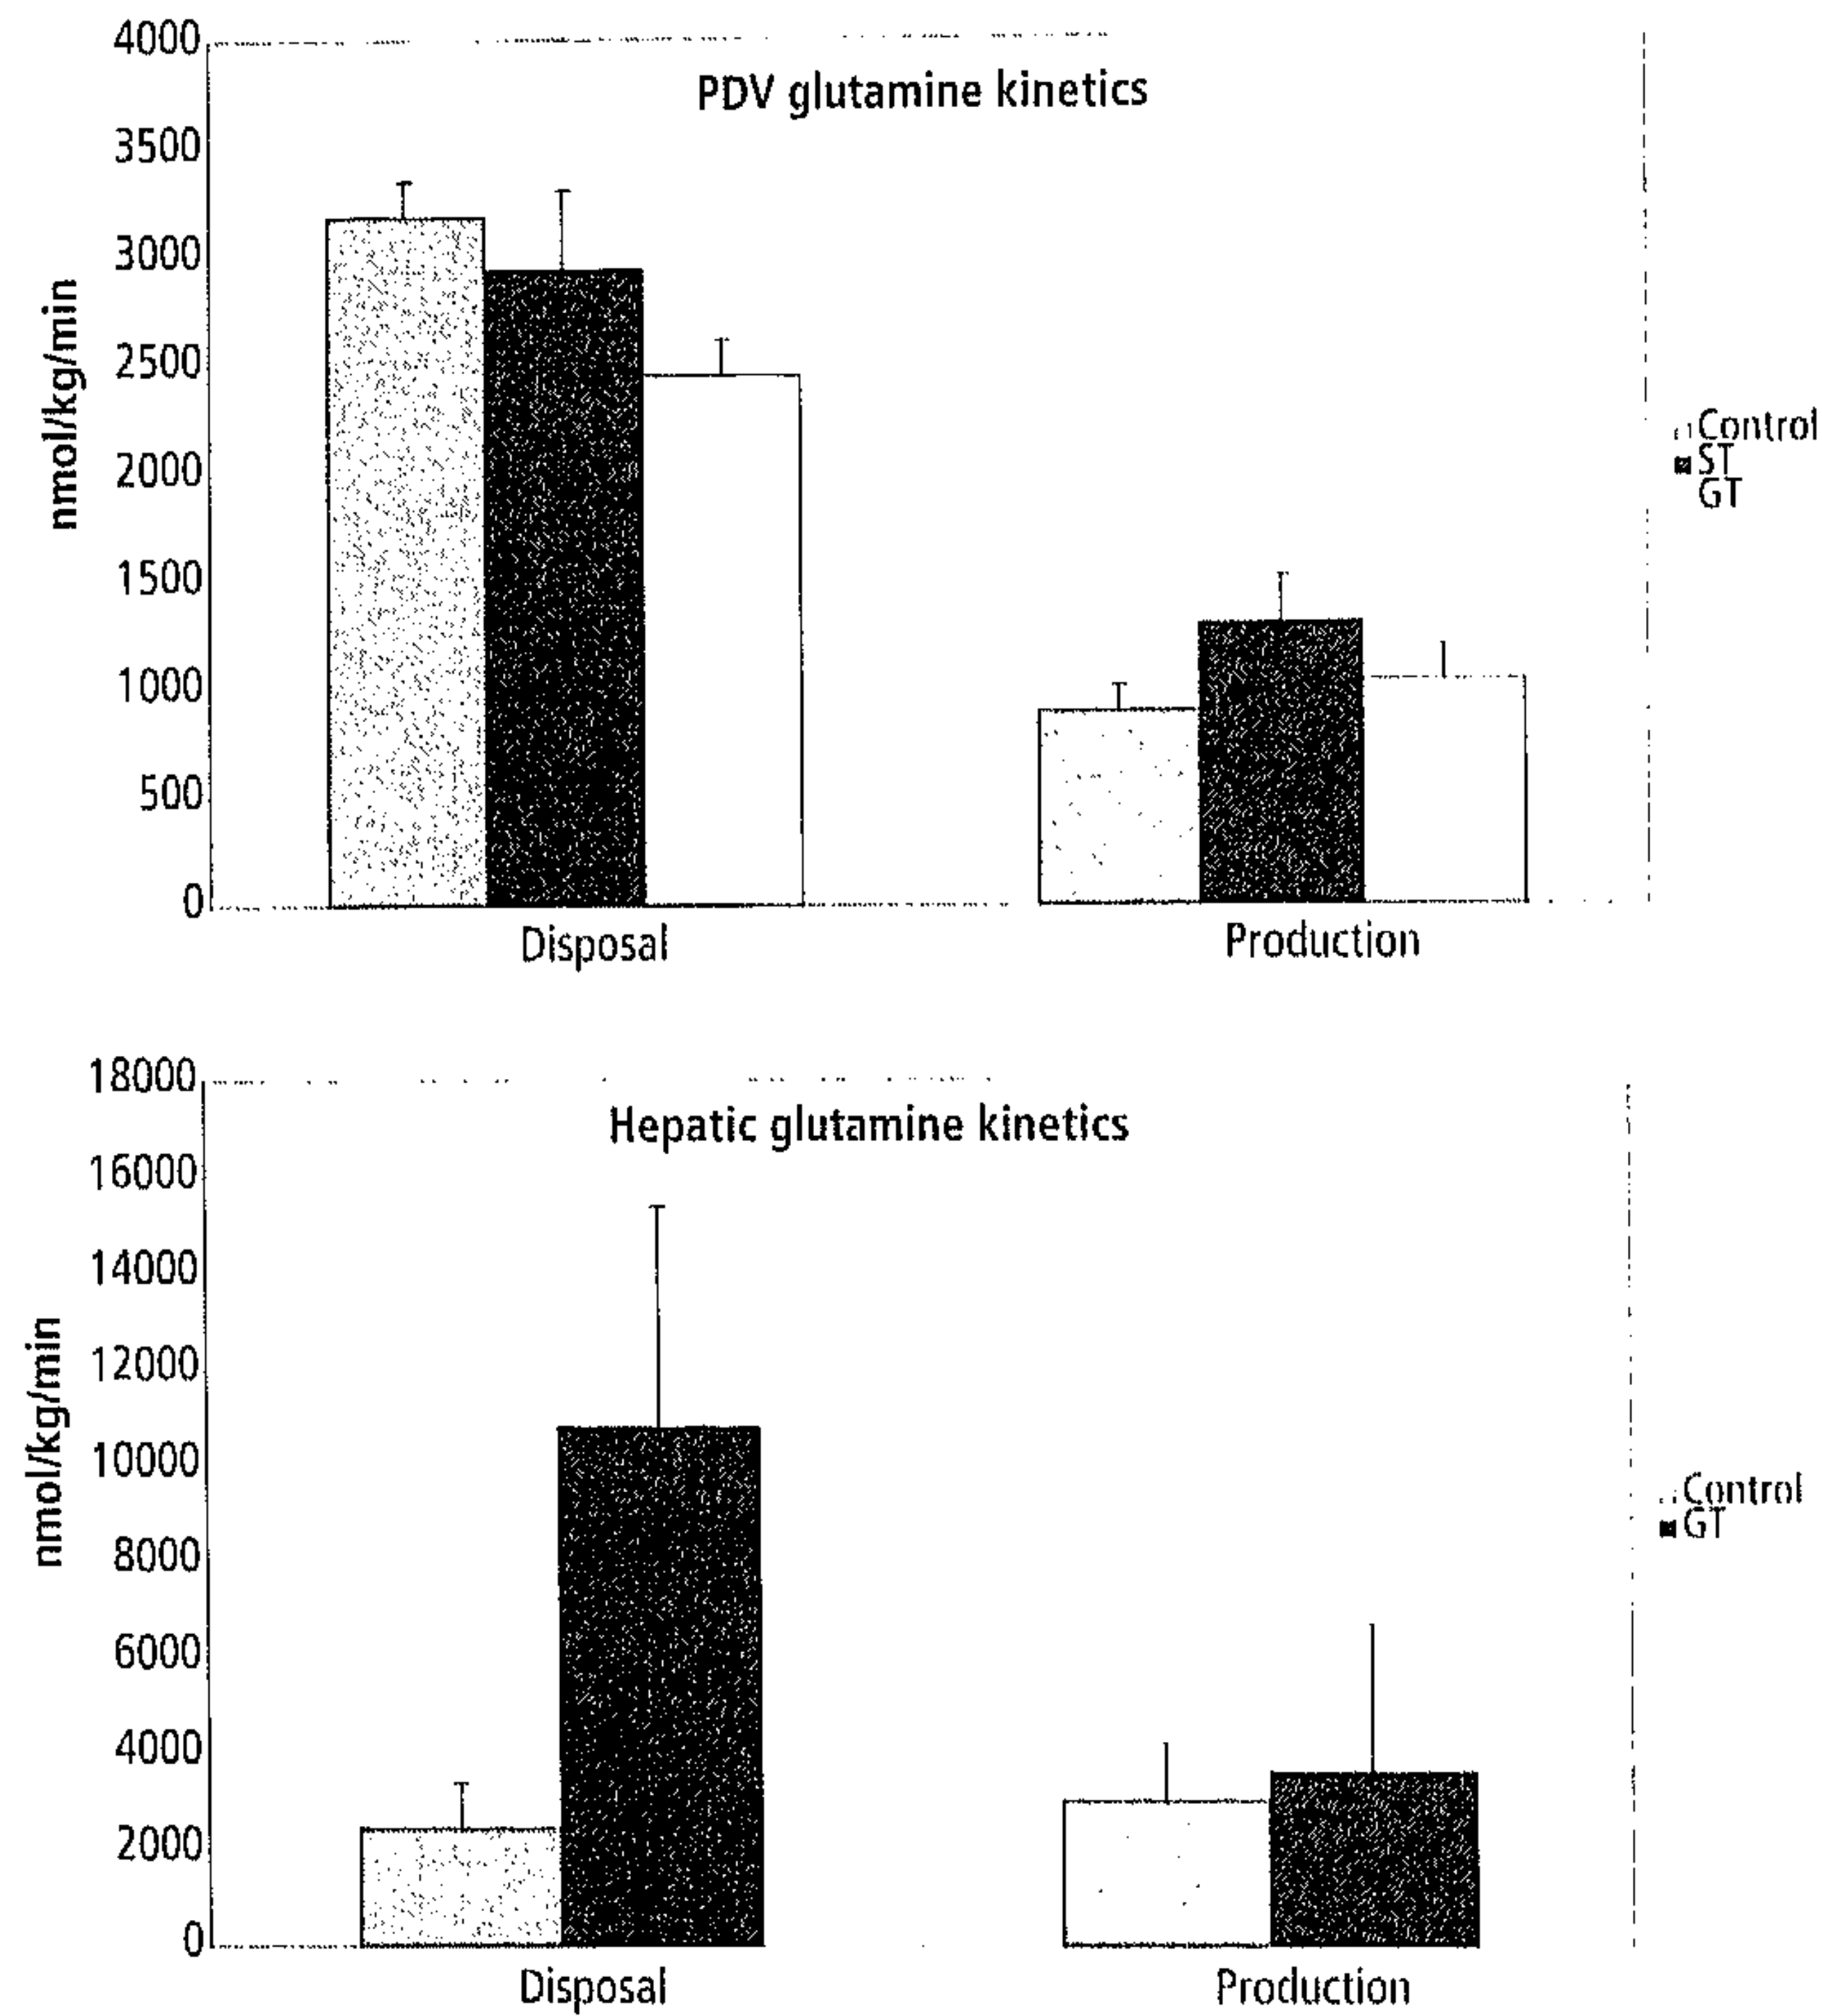 PDV glutamine kinetics
nmol/kg/min
4000
3500
3000
2500
2000
1500
1000
500
0
Disposal
Production
Control
ST
GT
Hepatic glutamine kinetics
nmol/kg/min
18000
16000
14000
12000
10000
8000
6000
4000
2000
0
Disposal
Production
Control
GT